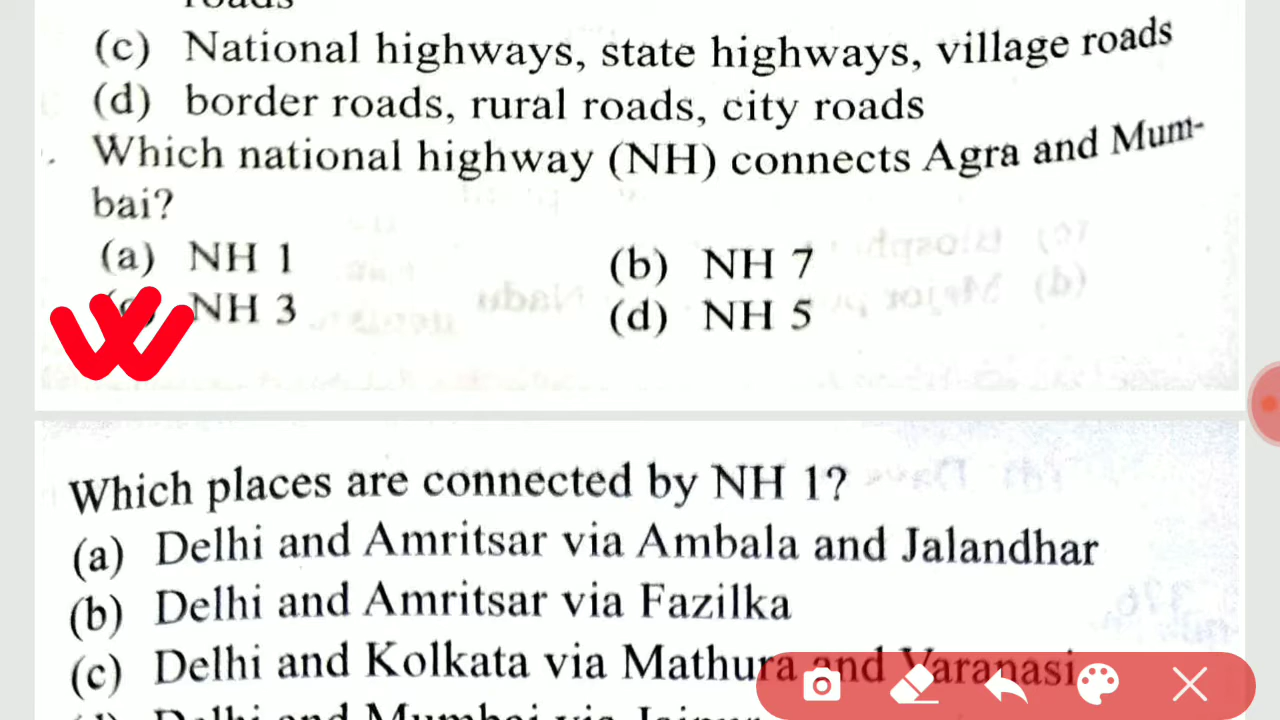 (c) National highways, state highways, village roads
(d) border roads, rural roads, city roads
Which national highway (NH) connects Agra and Mum-
bai?
(a) NH 1 (b) NH 7
NH 3 (d) NH 5
Which places are connected by NH 1?
(a) Delhi and Amritsar via Ambala and Jalandhar
(b) Delhi and Amritsar via Fazilka
(c) Delhi and Kolkata via Mathura and Varanasi